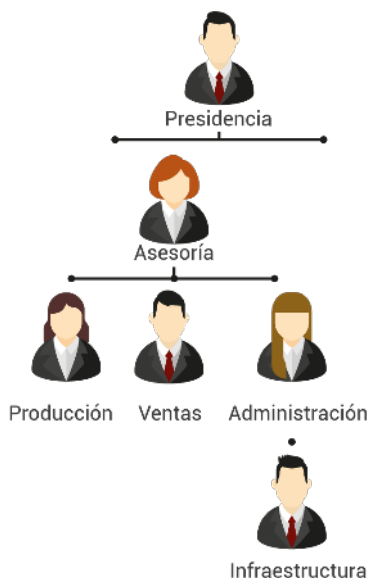 Presidencia
Asesoría
Producción
Ventas
Administración
Infraestructura